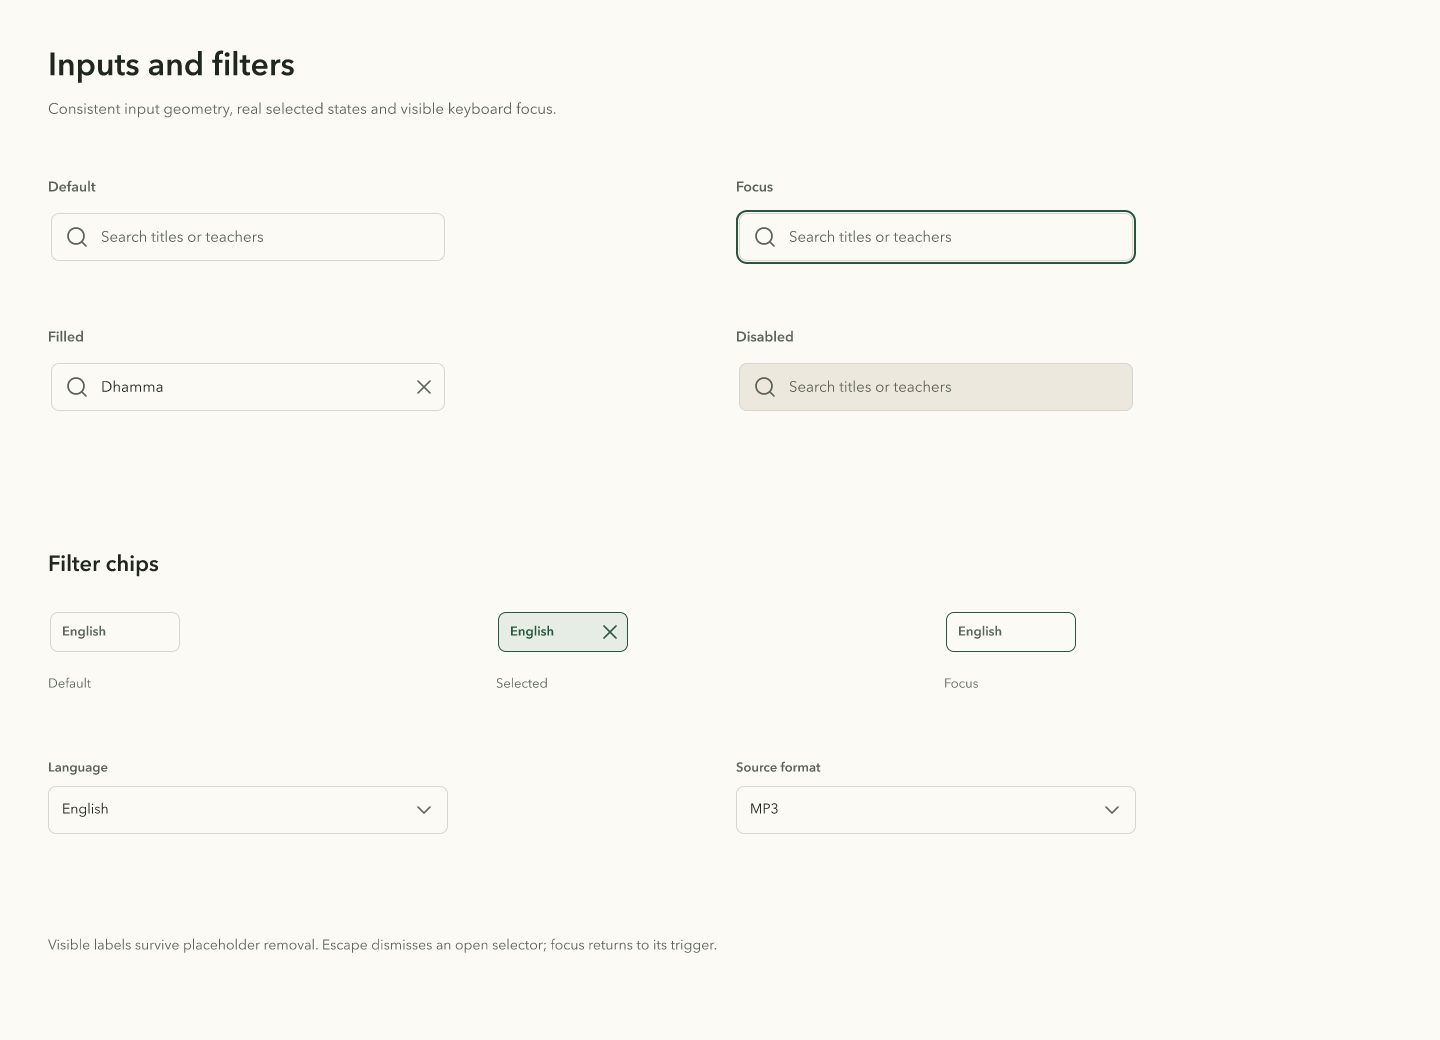 Inputs and filters
Consistent input geometry, real selected states and visible keyboard focus.
Default
Focus
Search titles or teachers
Search titles or teachers
Filled
Disabled
Dhamma
Search titles or teachers
Filter chips
English
English
English
Default
Selected
Focus
Language
Source format
English
MP3
Visible labels survive placeholder removal. Escape dismisses an open selector; focus returns to its trigger.